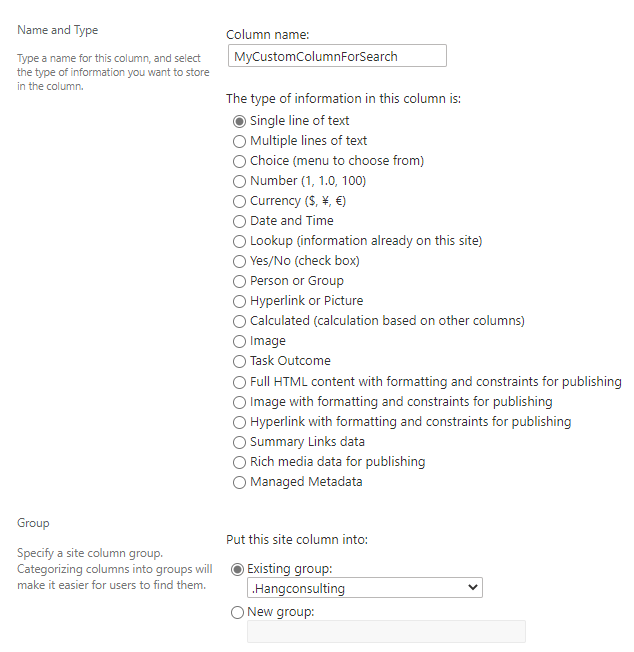 Name and Type
Type a name for this column, and select
the type of information you want to store
in the column.
Column name:
MyCustomColumnForSearch
The type of information in this column is:
Single line of text
Multiple lines of text
Choice (menu to choose from)
Number (1, 1.0, 100)
Currency ($, ¥, €)
Date and Time
Lookup (information already on this site)
Yes/No (check box)
Person or Group
Hyperlink or Picture
Calculated (calculation based on other columns)
Image
Task Outcome
Full HTML content with formatting and constraints for publishing
Image with formatting and constraints for publishing
Hyperlink with formatting and constraints for publishing
Summary Links data
Rich media data for publishing
Managed Metadata
Group
Specify a site column group.
Categorizing columns into groups will
make it easier for users to find them.
Put this site column into:
Existing group:
.Hangconsulting
New group: